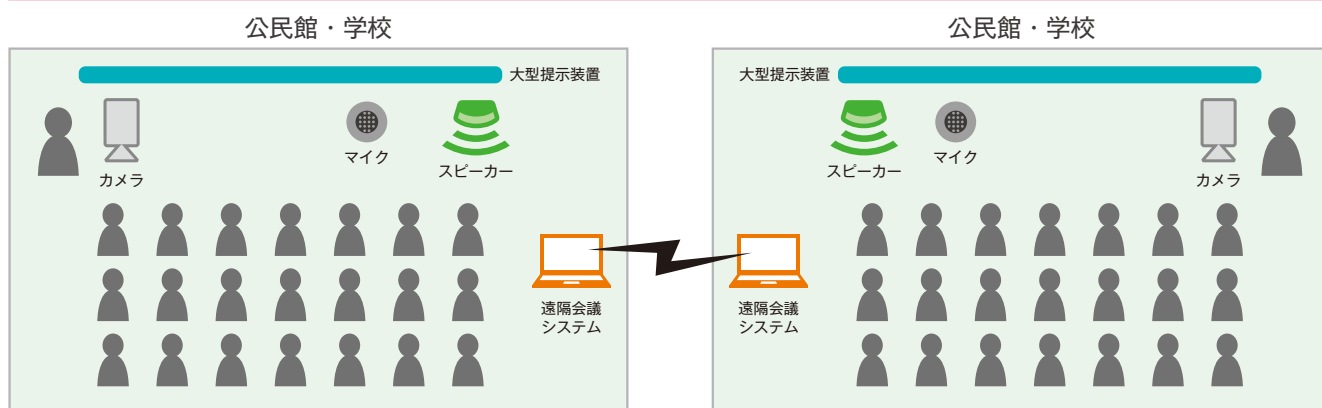 公民館・学校
大型提示装置
カメラ
マイク
スピーカー
遠隔会議
システム
公民館・学校
大型提示装置
スピーカー
マイク
カメラ
遠隔会議
システム